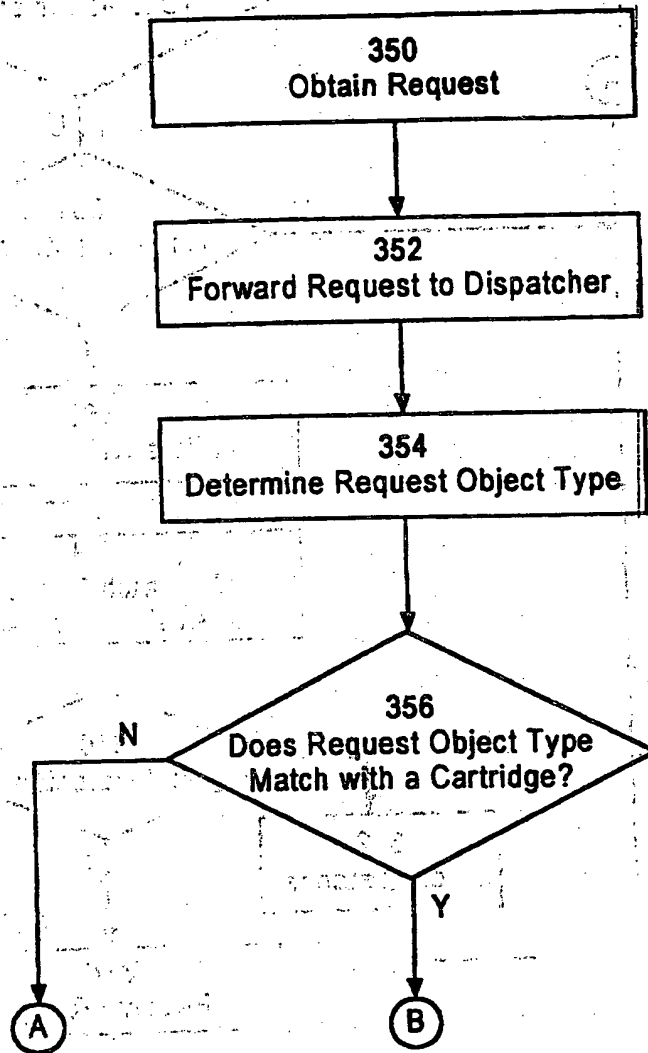 350
Obtain Request
352
Forward Request to Dispatcher
354
Determine Request Object Type
356
Does Request Object Type
Match with a Cartridge?
N
Y
A
B